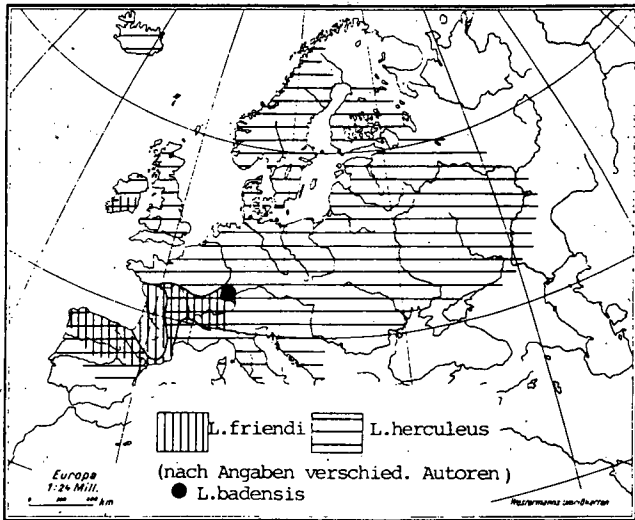 L.friendi L.herculeus
(nach Angaben verschied. Autoren)
L.badensis
Europa
1:24 Mill.
km